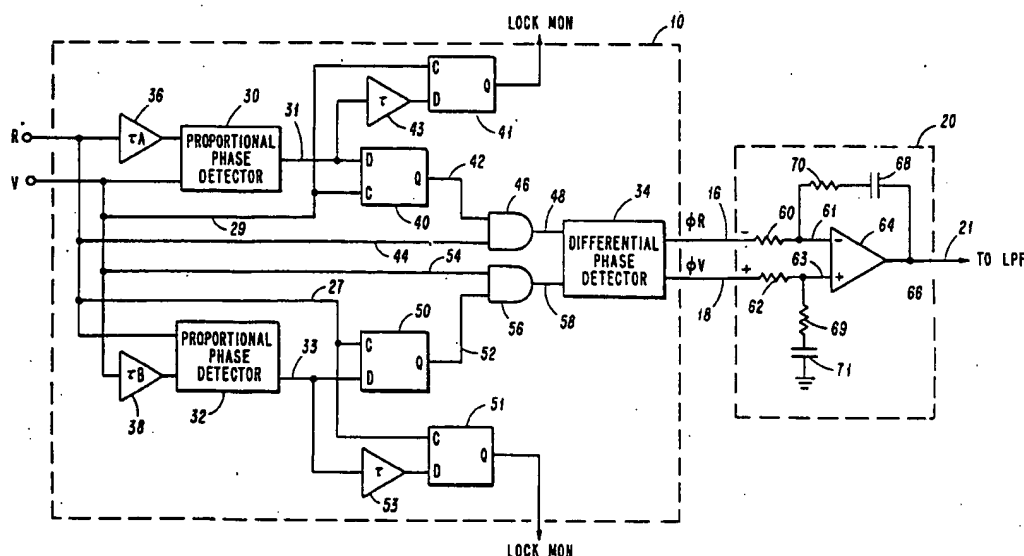 LOCK MON
10
36
30
31
C
D
Q
τ
43
41
20
R
τA
PROPORTIONAL
PHASE
DETECTOR
V
D
C
Q
42
40
46
48
34
DIFFERENTIAL
PHASE
DETECTOR
29
44
54
27
56
58
φR
16
φV
18
70
68
60
61
64
21
TO LPF
66
63
62
69
71
50
C
D
Q
52
PROPORTIONAL
PHASE
DETECTOR
33
τB
38
32
51
C
D
Q
τ
53
LOCK MON